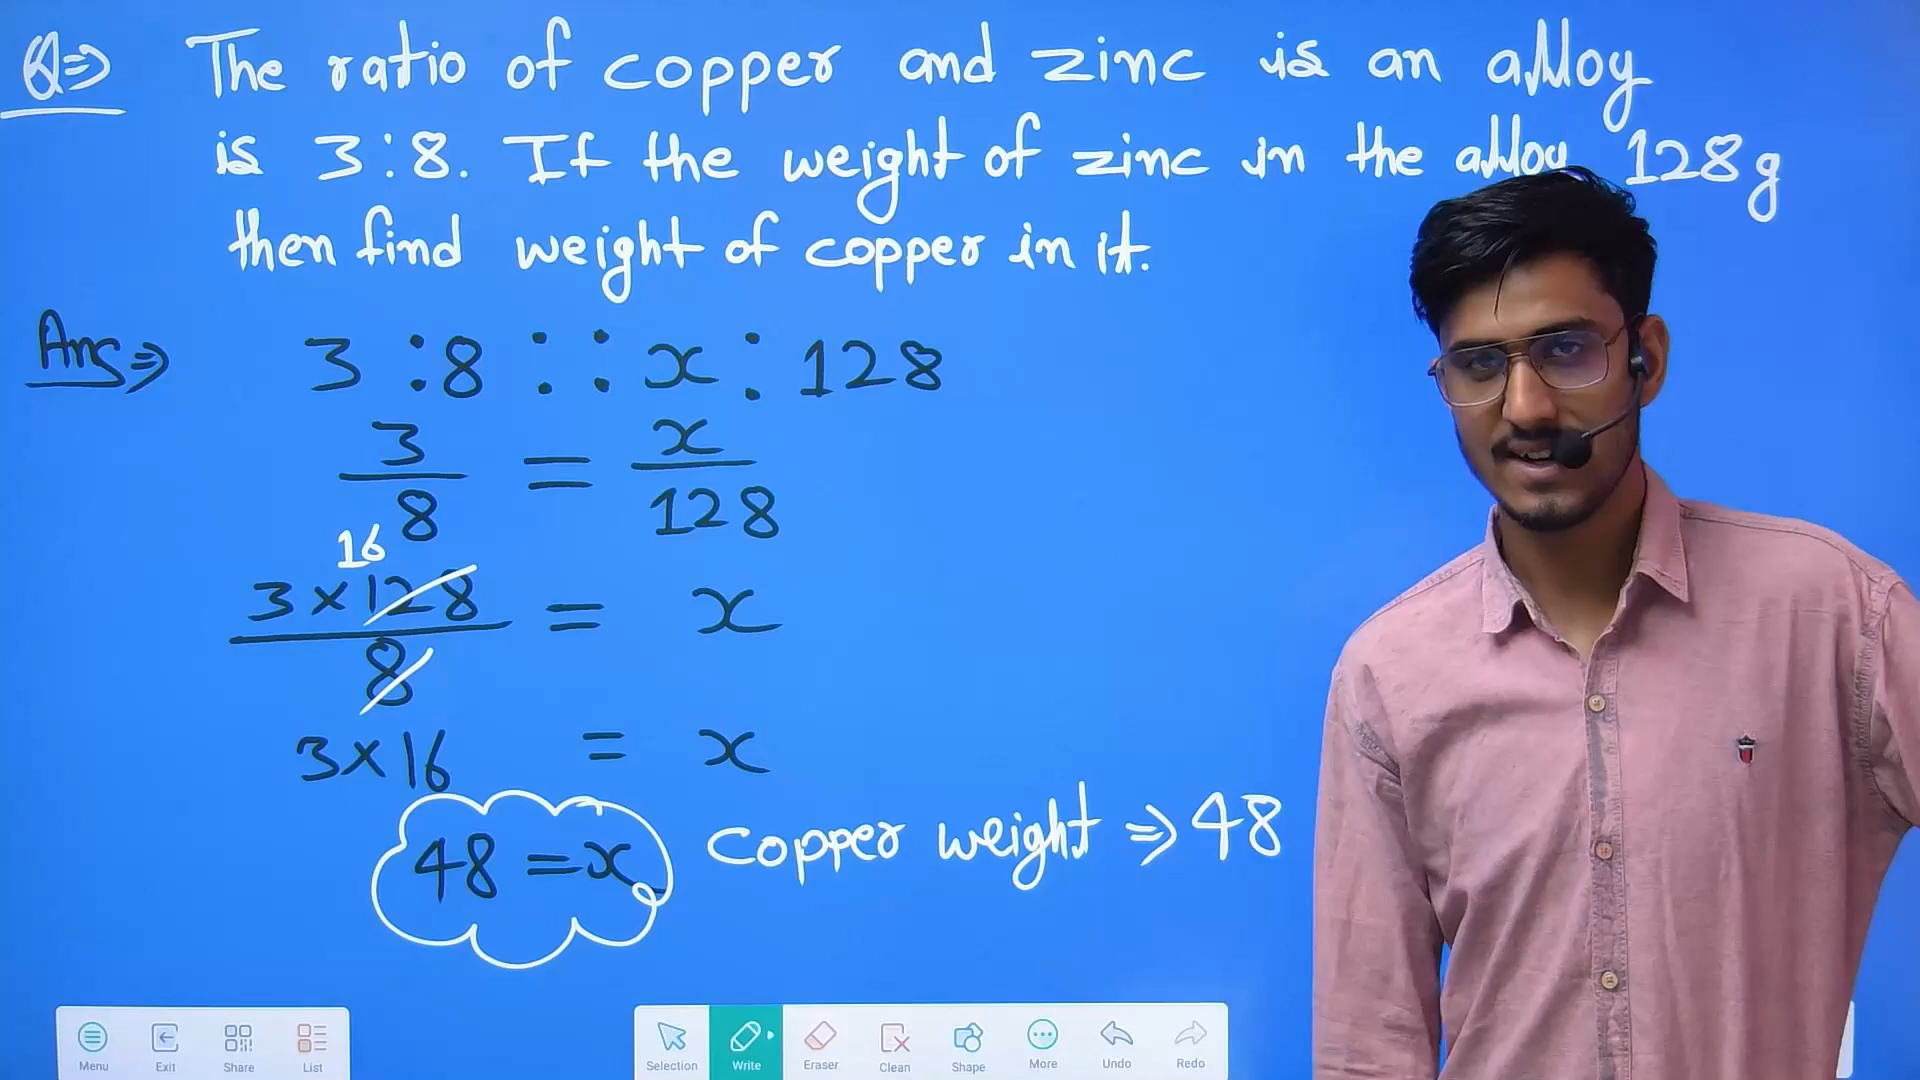 Q⇒ The ratio of copper and zinc is an alloy
is 3:8. If the weight of zinc in the alloy 128g
then find weight of copper in it.
Ans⇒ 3 : 8 :: x : 128
3/8 = x/128
16
3×128/8 = x
3×16 = x
48 = x copper weight ⇒ 48
Menu Exit Share List Selection Write Eraser Clean Shape More Undo Redo